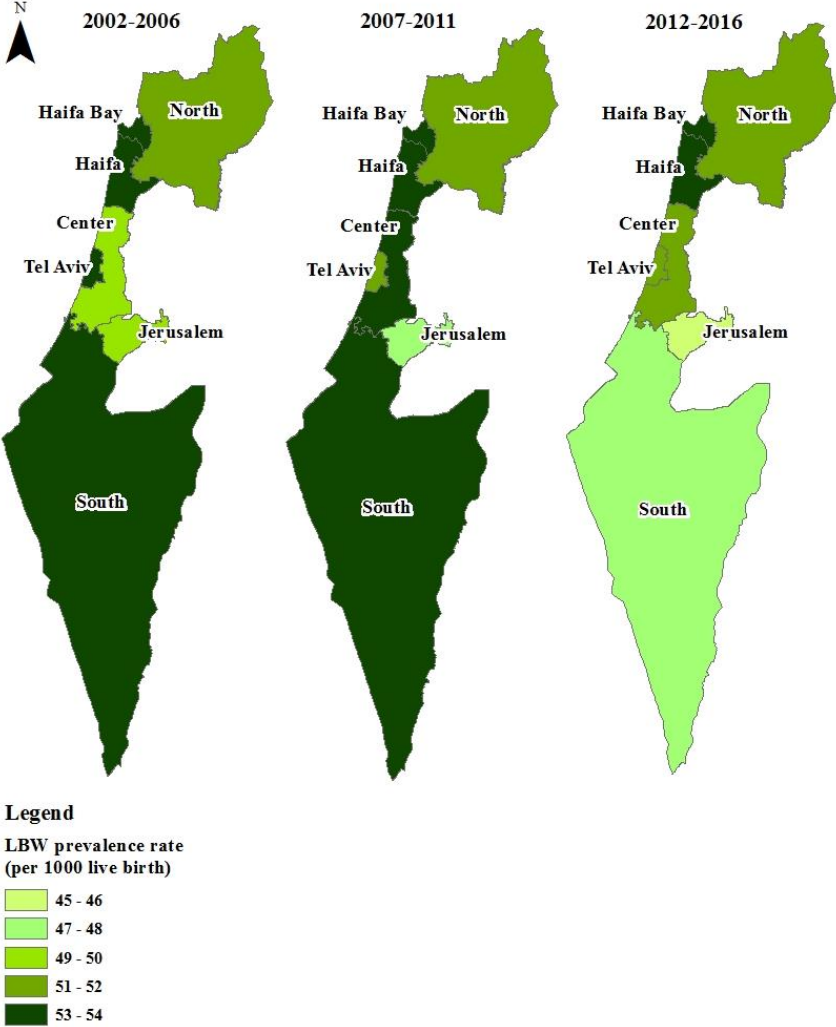 N
2002-2006
2007-2011
2012-2016
Haifa Bay
North
Haifa
Center
Tel Aviv
Jerusalem
South
Haifa Bay
North
Haifa
Center
Tel Aviv
Jerusalem
South
Haifa Bay
North
Haifa
Center
Tel Aviv
Jerusalem
South
Legend
LBW prevalence rate
(per 1000 live birth)
45 - 46
47 - 48
49 - 50
51 - 52
53 - 54